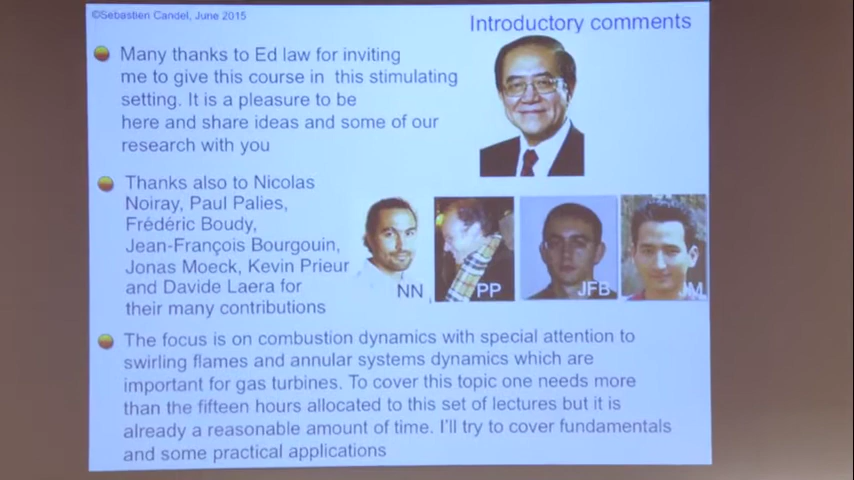 ©Sebastien Candel, June 2015
Introductory comments
Many thanks to Ed law for inviting
me to give this course in this stimulating
setting. It is a pleasure to be
here and share ideas and some of our
research with you
Thanks also to Nicolas
Noiray, Paul Palies,
Frédéric Boudy,
Jean-François Bourgouin,
Jonas Moeck, Kevin Prieur
and Davide Laera for
their many contributions
NN
PP
JFB
JM
The focus is on combustion dynamics with special attention to
swirling flames and annular systems dynamics which are
important for gas turbines. To cover this topic one needs more
than the fifteen hours allocated to this set of lectures but it is
already a reasonable amount of time. I'll try to cover fundamentals
and some practical applications